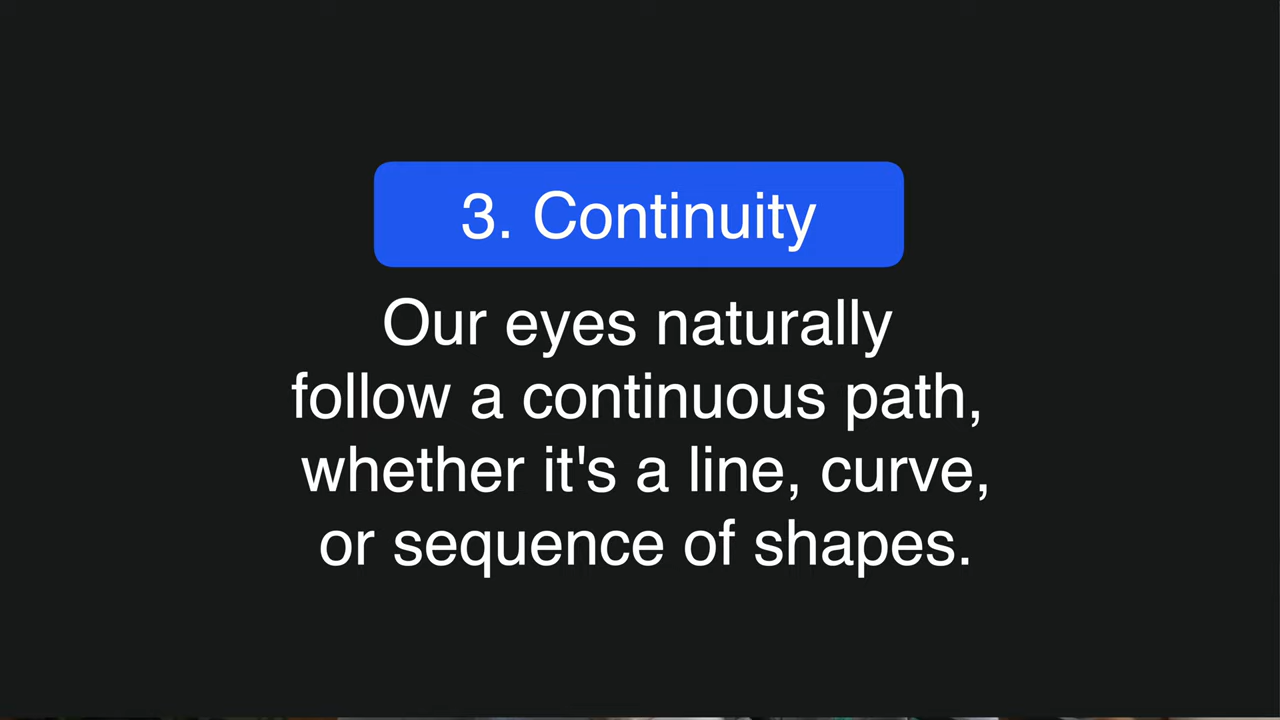 3. Continuity
Our eyes naturally
follow a continuous path,
whether it's a line, curve,
or sequence of shapes.